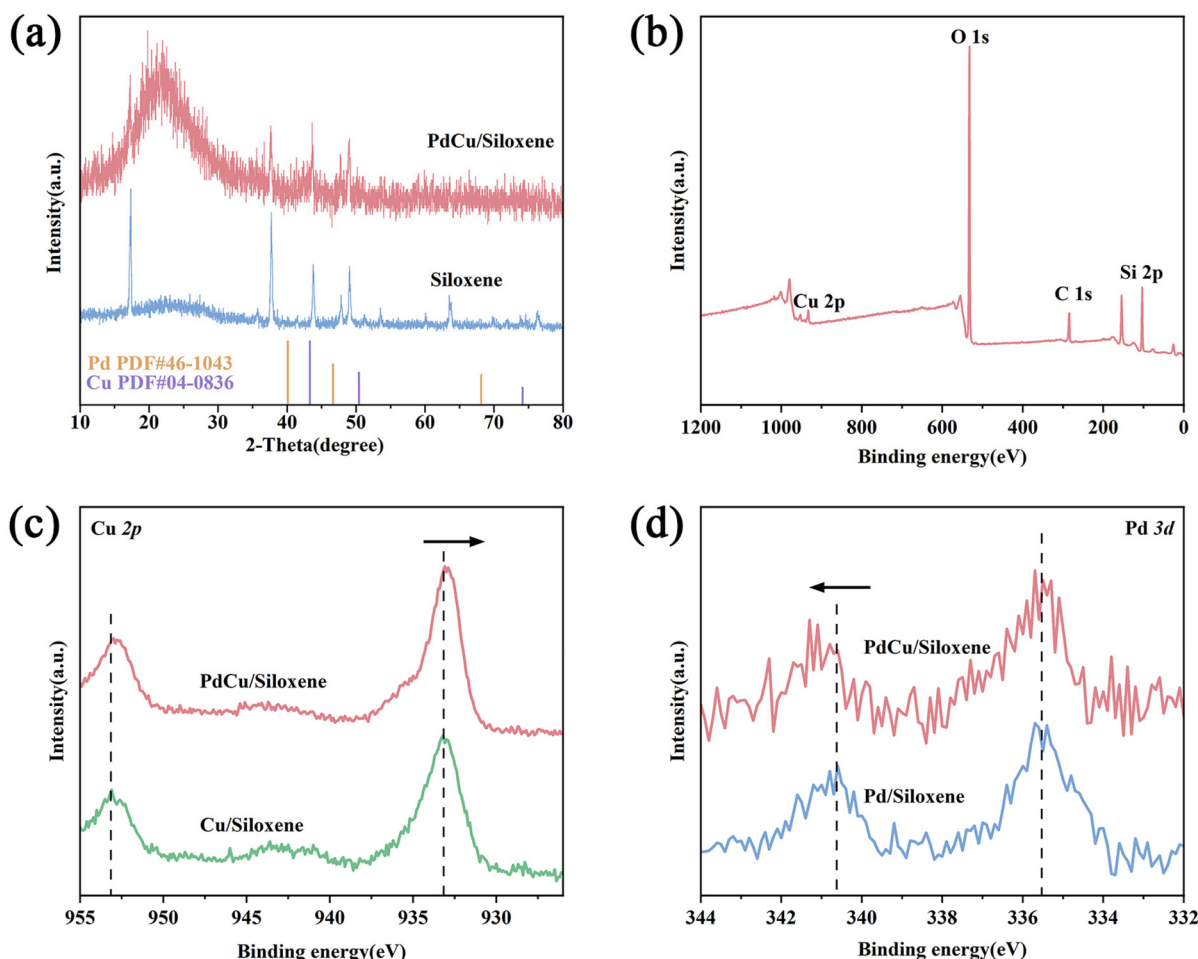 (a)
PdCu/Siloxene
Siloxene
Pd PDF#46-1043
Cu PDF#04-0836
Intensity(a.u.)
10 20 30 40 50 60 70 80
2-Theta(degree)
(b)
O 1s
Cu 2p
C 1s
Si 2p
Intensity(a.u.)
1200 1000 800 600 400 200 0
Binding energy(eV)
(c)
Cu 2p
PdCu/Siloxene
Cu/Siloxene
Intensity(a.u.)
955 950 945 940 935 930
Binding energy(eV)
(d)
Pd 3d
PdCu/Siloxene
Pd/Siloxene
Intensity(a.u.)
344 342 340 338 336 334 332
Binding energy(eV)